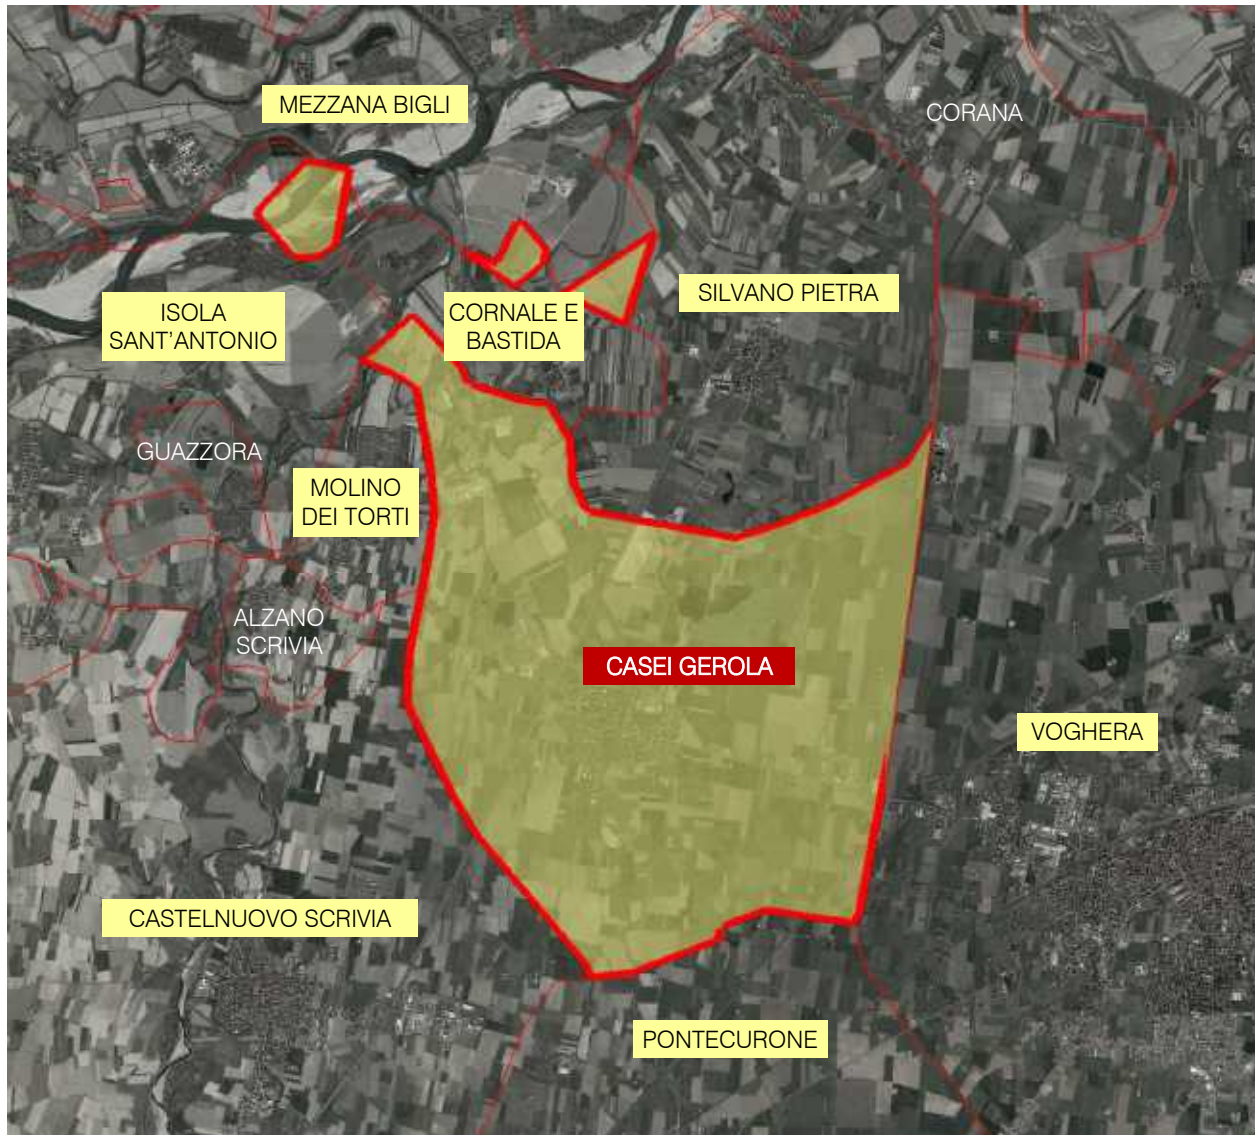 MEZZANA BIGLI
CORANA
SILVANO PIETRA
ISOLA
SANT'ANTONIO
CORNALE E
BASTIDA
GUAZZORA
MOLINO
DEI TORTI
ALZANO
SCRIVIA
CASEI GEROLA
VOGHERA
CASTELNUOVO SCRIVIA
PONTECURONE